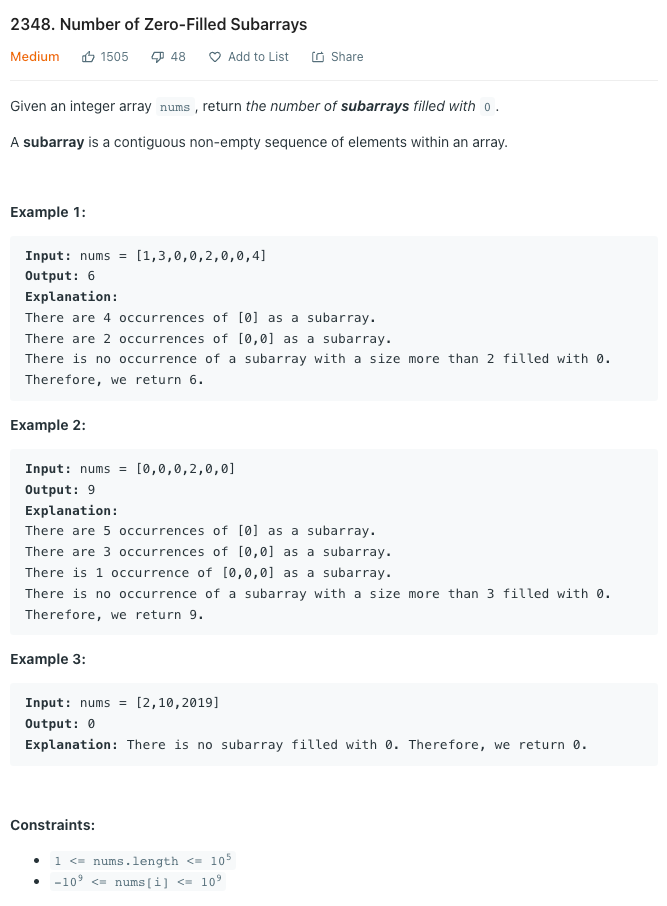 2348. Number of Zero-Filled Subarrays
Medium 1505 48 Add to List Share
Given an integer array nums , return the number of subarrays filled with 0 .
A subarray is a contiguous non-empty sequence of elements within an array.
Example 1:
Input: nums = [1,3,0,0,2,0,0,4]
Output: 6
Explanation:
There are 4 occurrences of [0] as a subarray.
There are 2 occurrences of [0,0] as a subarray.
There is no occurrence of a subarray with a size more than 2 filled with 0.
Therefore, we return 6.
Example 2:
Input: nums = [0,0,0,2,0,0]
Output: 9
Explanation:
There are 5 occurrences of [0] as a subarray.
There are 3 occurrences of [0,0] as a subarray.
There is 1 occurrence of [0,0,0] as a subarray.
There is no occurrence of a subarray with a size more than 3 filled with 0.
Therefore, we return 9.
Example 3:
Input: nums = [2,10,2019]
Output: 0
Explanation: There is no subarray filled with 0. Therefore, we return 0.
Constraints:
• 1 <= nums.length <= 10⁵
• -10⁹ <= nums[i] <= 10⁹